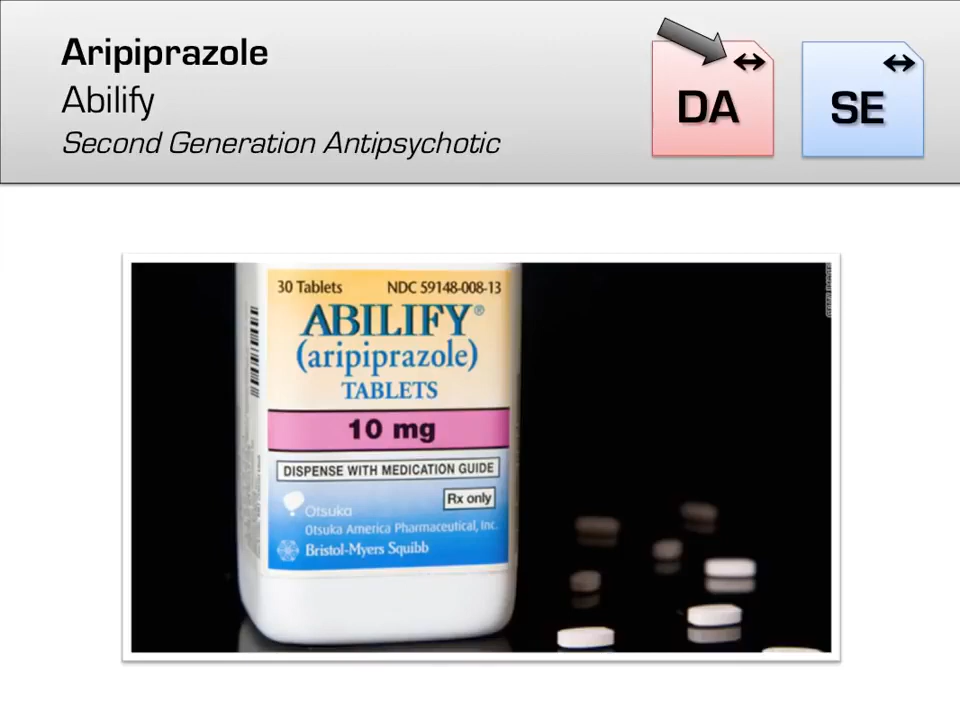 Aripiprazole
Abilify
Second Generation Antipsychotic
DA
SE
30 Tablets NDC 59148-008-13
ABILIFY®
(aripiprazole)
TABLETS
10 mg
DISPENSE WITH MEDICATION GUIDE
Rx only
Otsuka
Otsuka America Pharmaceutical, Inc.
Bristol-Myers Squibb